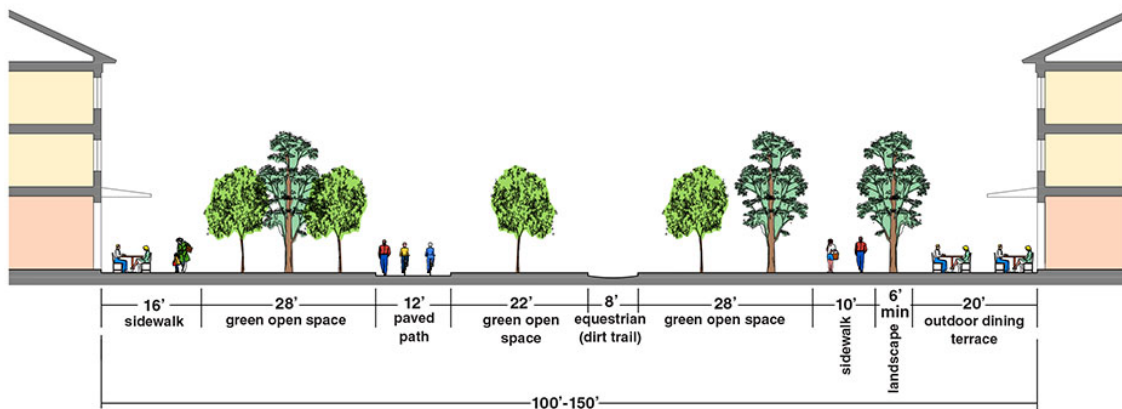 16’
sidewalk
28’
green open space
12’
paved
path
22’
green open
space
8’
equestrian
(dirt trail)
28’
green open space
10’
sidewalk
6’
min
landscape
20’
outdoor dining
terrace
100’-150’